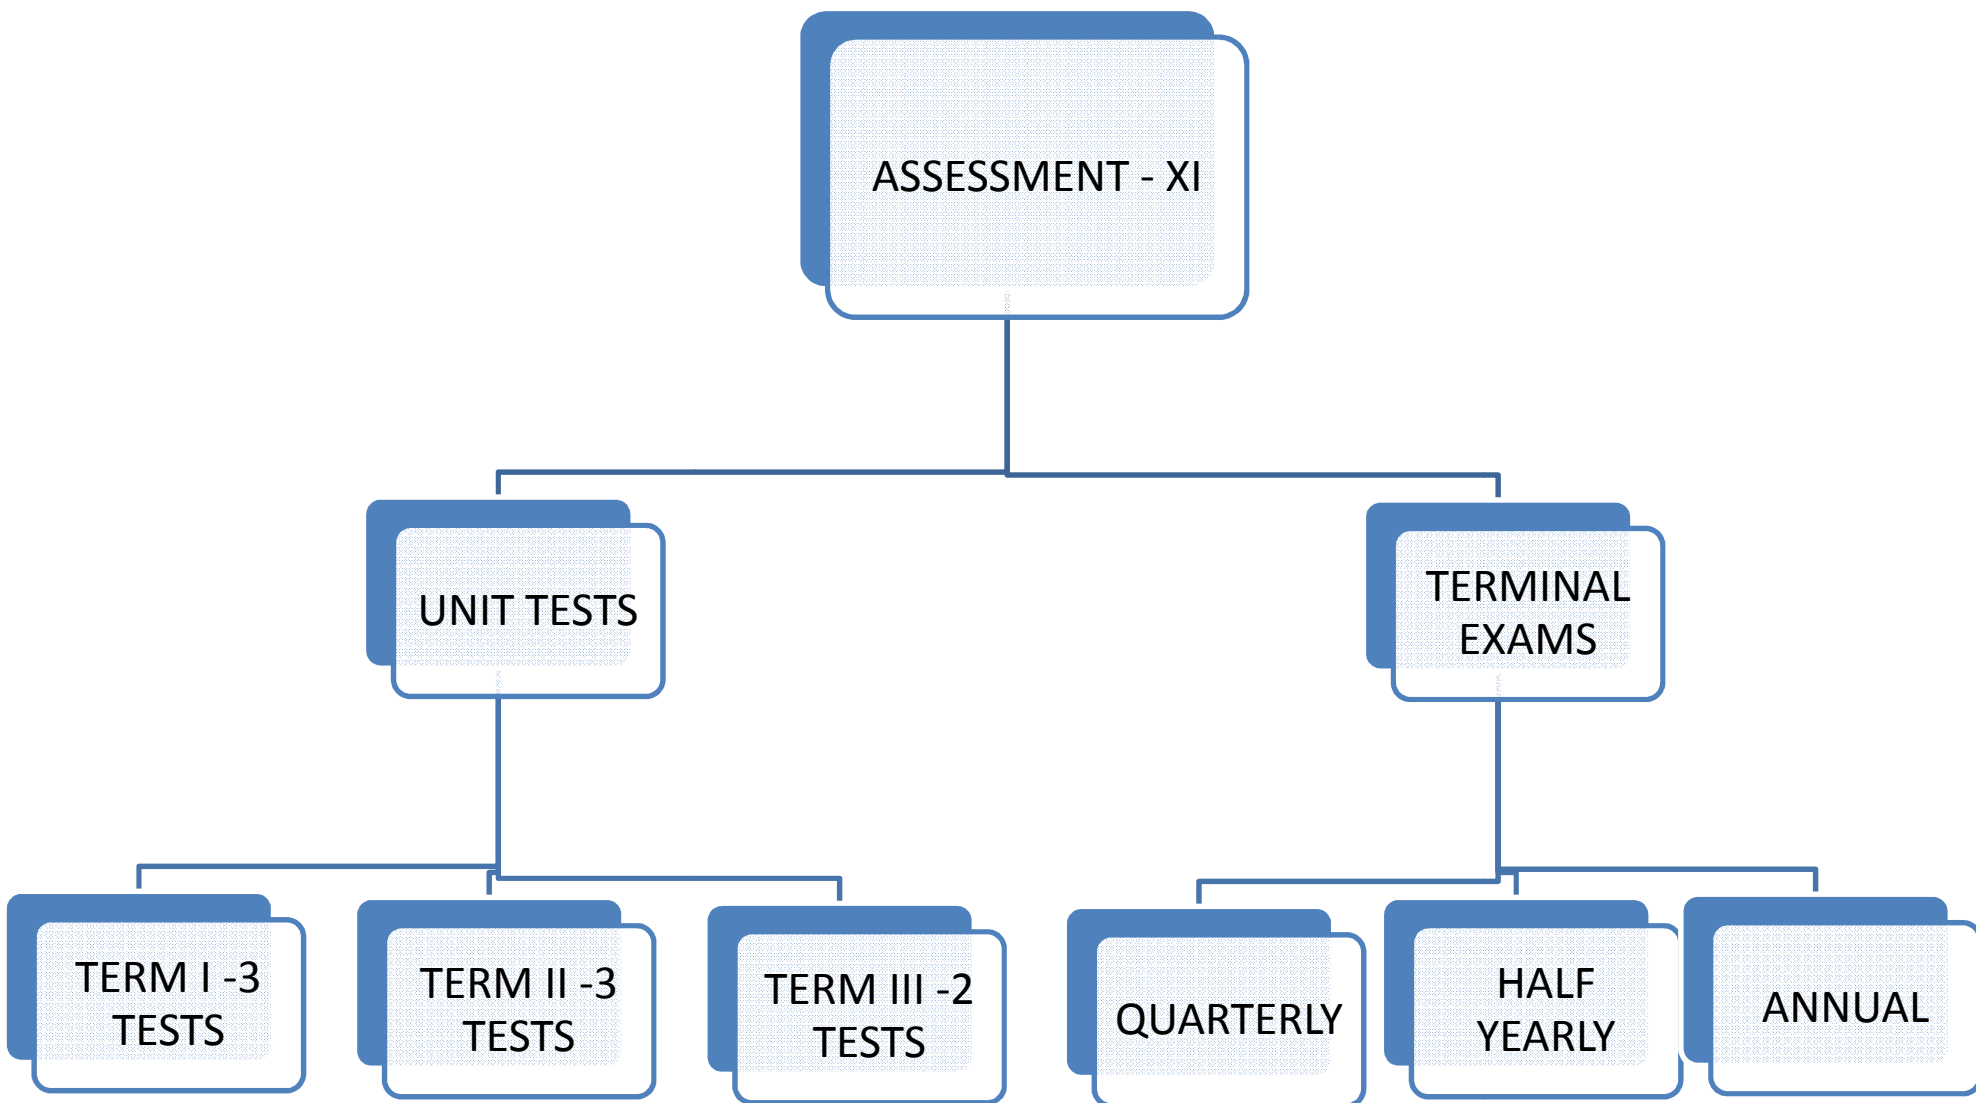 ASSESSMENT - XI
UNIT TESTS
TERMINAL
EXAMS
TERM I -3
TESTS
TERM II -3
TESTS
TERM III -2
TESTS
QUARTERLY
HALF
YEARLY
ANNUAL